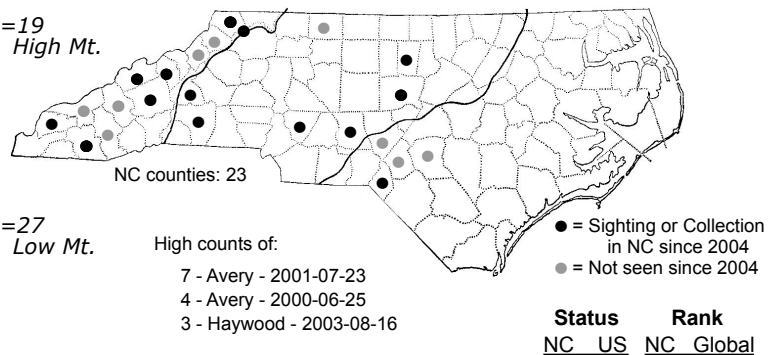 =19
High Mt.
NC counties: 23
=27
Low Mt.
High counts of:
7 - Avery - 2001-07-23
4 - Avery - 2000-06-25
3 - Haywood - 2003-08-16
= Sighting or Collection
in NC since 2004
= Not seen since 2004
Status Rank
NC US NC Global